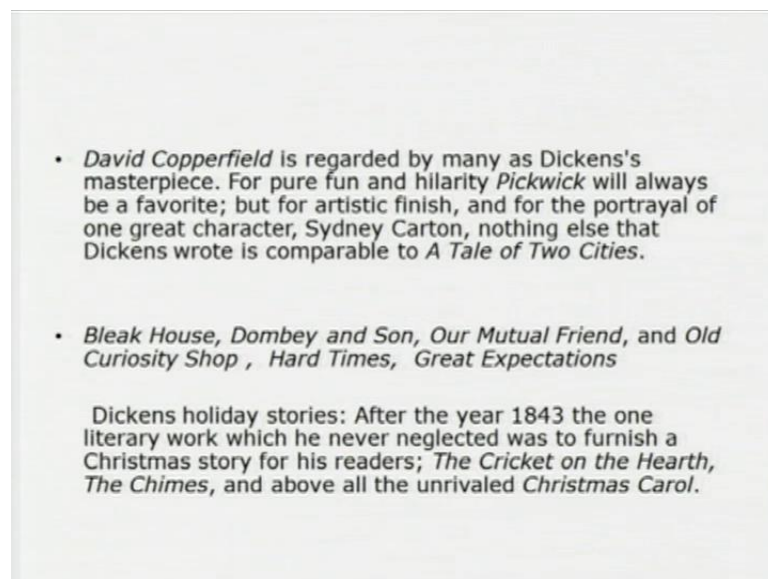 • David Copperfield is regarded by many as Dickens's
masterpiece. For pure fun and hilarity Pickwick will always
be a favorite; but for artistic finish, and for the portrayal of
one great character, Sydney Carton, nothing else that
Dickens wrote is comparable to A Tale of Two Cities.
• Bleak House, Dombey and Son, Our Mutual Friend, and Old
Curiosity Shop , Hard Times, Great Expectations
Dickens holiday stories: After the year 1843 the one
literary work which he never neglected was to furnish a
Christmas story for his readers; The Cricket on the Hearth,
The Chimes, and above all the unrivaled Christmas Carol.